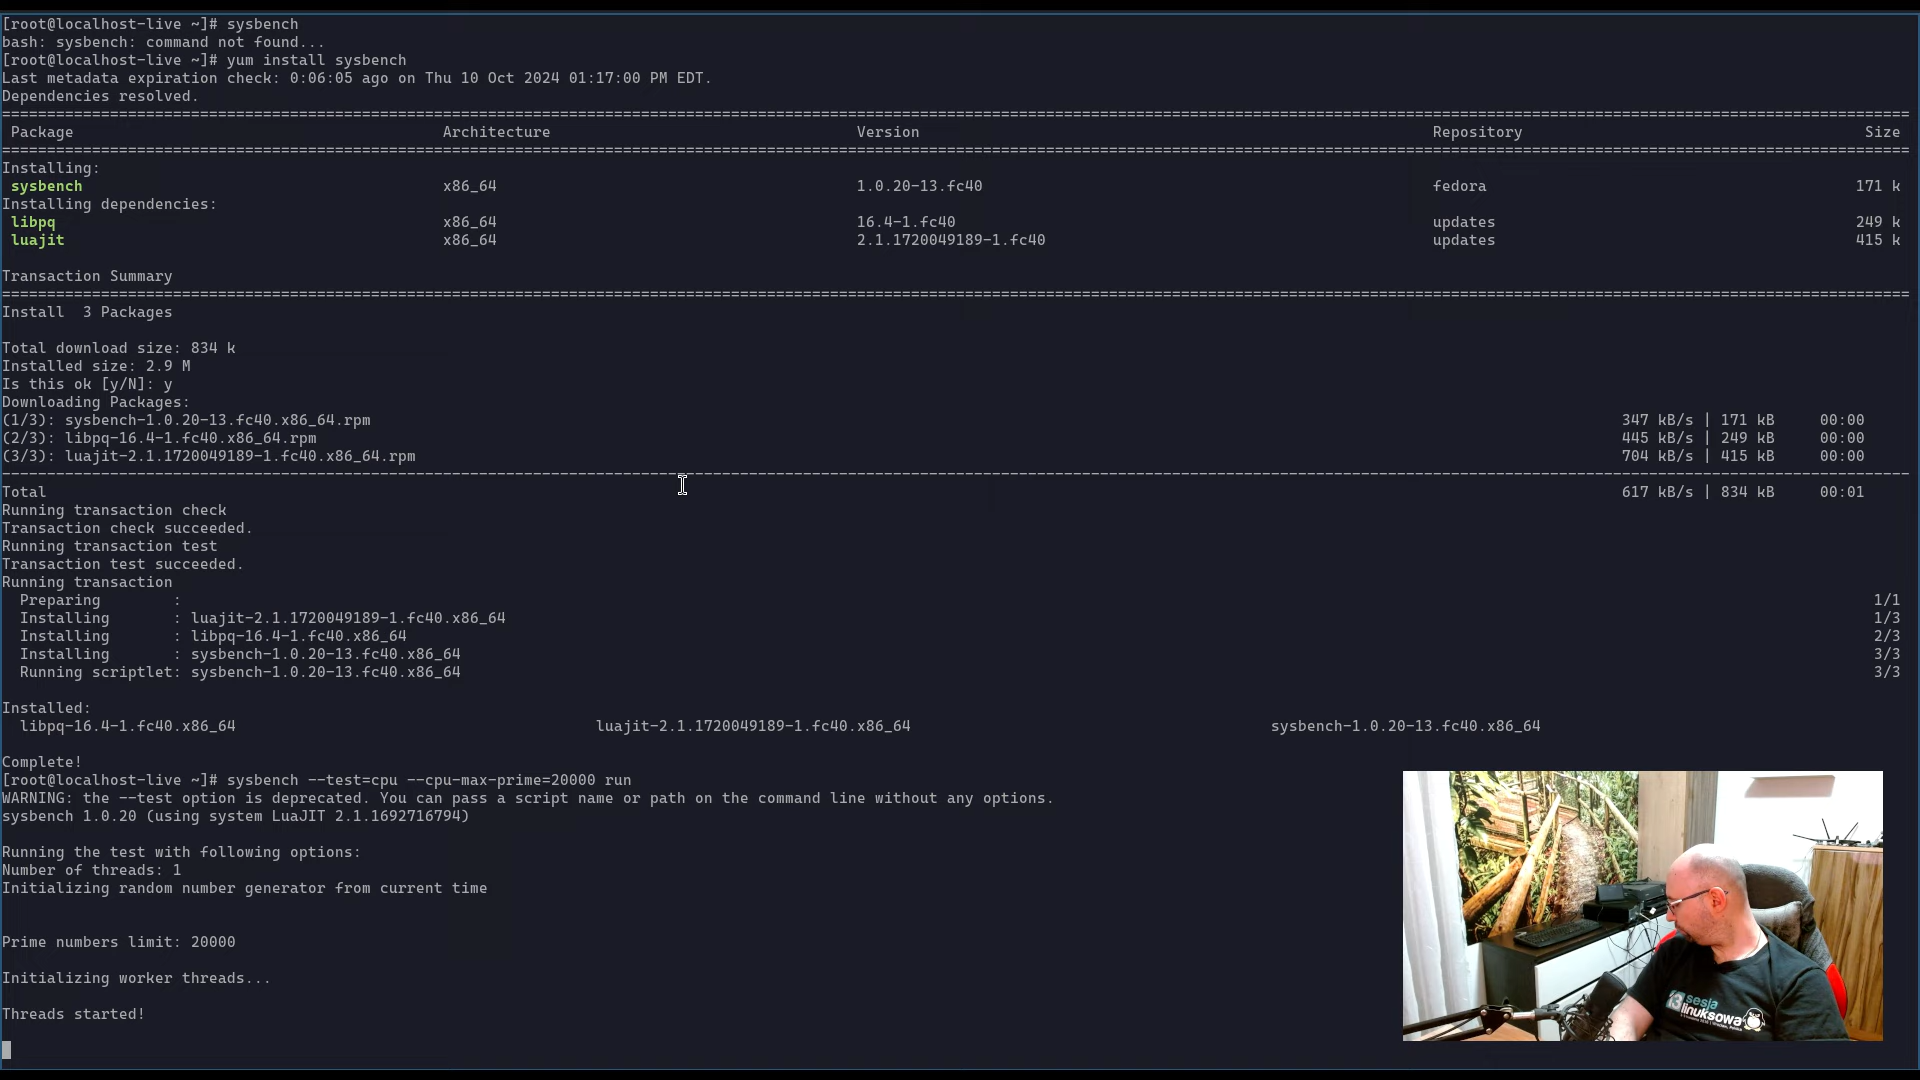 [root@localhost-live ~]# sysbench
bash: sysbench: command not found...
[root@localhost-live ~]# yum install sysbench
Last metadata expiration check: 0:06:05 ago on Thu 10 Oct 2024 01:17:00 PM EDT.
Dependencies resolved.
Package Architecture Version Repository Size
Installing:
sysbench x86_64 1.0.20-13.fc40 fedora 171 k
Installing dependencies:
libpq x86_64 16.4-1.fc40 updates 249 k
luajit x86_64 2.1.1720049189-1.fc40 updates 415 k
Transaction Summary
Install  3 Packages
Total download size: 834 k
Installed size: 2.9 M
Is this ok [y/N]: y
Downloading Packages:
(1/3): sysbench-1.0.20-13.fc40.x86_64.rpm 347 kB/s | 171 kB 00:00
(2/3): libpq-16.4-1.fc40.x86_64.rpm 445 kB/s | 249 kB 00:00
(3/3): luajit-2.1.1720049189-1.fc40.x86_64.rpm 704 kB/s | 415 kB 00:00
Total 617 kB/s | 834 kB 00:01
Running transaction check
Transaction check succeeded.
Running transaction test
Transaction test succeeded.
Running transaction
Preparing : 1/1
Installing : luajit-2.1.1720049189-1.fc40.x86_64 1/3
Installing : libpq-16.4-1.fc40.x86_64 2/3
Installing : sysbench-1.0.20-13.fc40.x86_64 3/3
Running scriptlet: sysbench-1.0.20-13.fc40.x86_64 3/3
Installed:
libpq-16.4-1.fc40.x86_64 luajit-2.1.1720049189-1.fc40.x86_64 sysbench-1.0.20-13.fc40.x86_64
Complete!
[root@localhost-live ~]# sysbench --test=cpu --cpu-max-prime=20000 run
WARNING: the --test option is deprecated. You can pass a script name or path on the command line without any options.
sysbench 1.0.20 (using system LuaJIT 2.1.1692716794)
Running the test with following options:
Number of threads: 1
Initializing random number generator from current time
Prime numbers limit: 20000
Initializing worker threads...
Threads started!
sesja
linuksowa